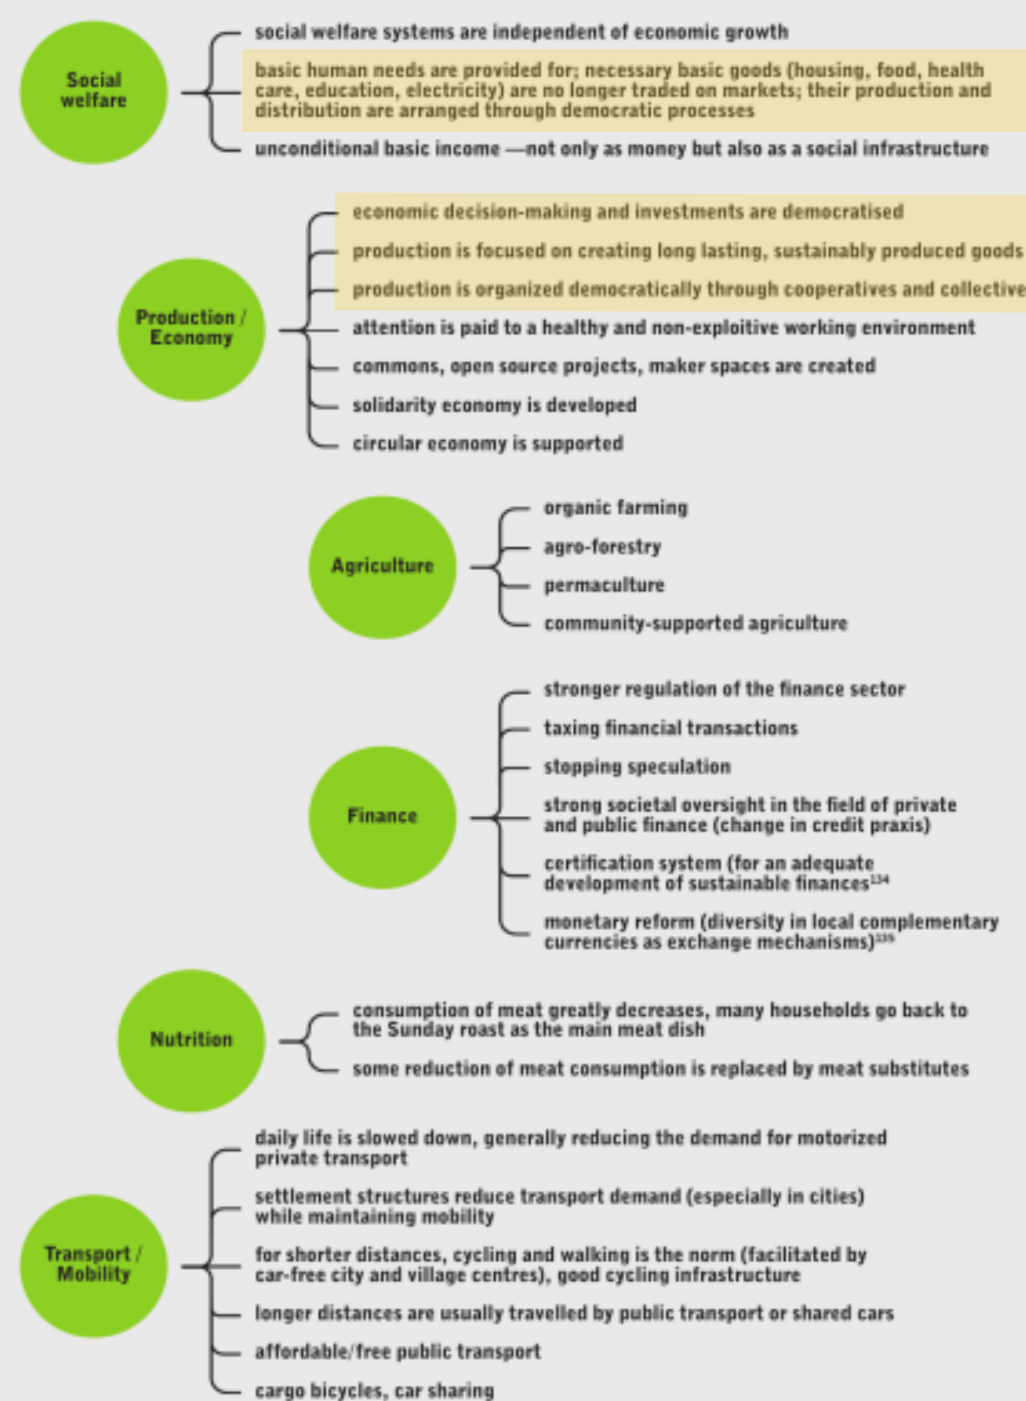 Social
welfare
social welfare systems are independent of economic growth
basic human needs are provided for; necessary basic goods (housing, food, health
care, education, electricity) are no longer traded on markets; their production and
distribution are arranged through democratic processes
unconditional basic income —not only as money but also as a social infrastructure
Production /
Economy
economic decision-making and investments are democratised
production is focused on creating long lasting, sustainably produced goods
production is organized democratically through cooperatives and collective
attention is paid to a healthy and non-exploitive working environment
commons, open source projects, maker spaces are created
solidarity economy is developed
circular economy is supported
Agriculture
organic farming
agro-forestry
permaculture
community-supported agriculture
Finance
stronger regulation of the finance sector
taxing financial transactions
stopping speculation
strong societal oversight in the field of private
and public finance (change in credit praxis)
certification system (for an adequate
development of sustainable finances¹³⁴
monetary reform (diversity in local complementary
currencies as exchange mechanisms)¹³⁵
Nutrition
consumption of meat greatly decreases, many households go back to
the Sunday roast as the main meat dish
some reduction of meat consumption is replaced by meat substitutes
Transport /
Mobility
daily life is slowed down, generally reducing the demand for motorized
private transport
settlement structures reduce transport demand (especially in cities)
while maintaining mobility
for shorter distances, cycling and walking is the norm (facilitated by
car-free city and village centres), good cycling infrastructure
longer distances are usually travelled by public transport or shared cars
affordable/free public transport
cargo bicycles, car sharing